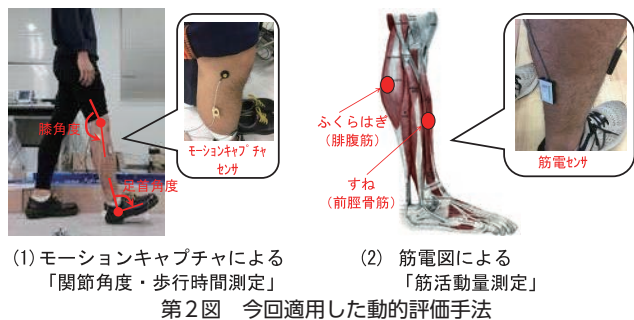 膝角度
足首角度
ﾓｰｼｮﾝｷｬﾌﾟﾁｬ
センサ
ふくらはぎ
（腓腹筋）
すね
（前脛骨筋）
筋電ｾﾝｻ
(1)モーションキャプチャによる
「関節角度・歩行時間測定」
(2) 筋電図による
「筋活動量測定」
第２図　今回適用した動的評価手法